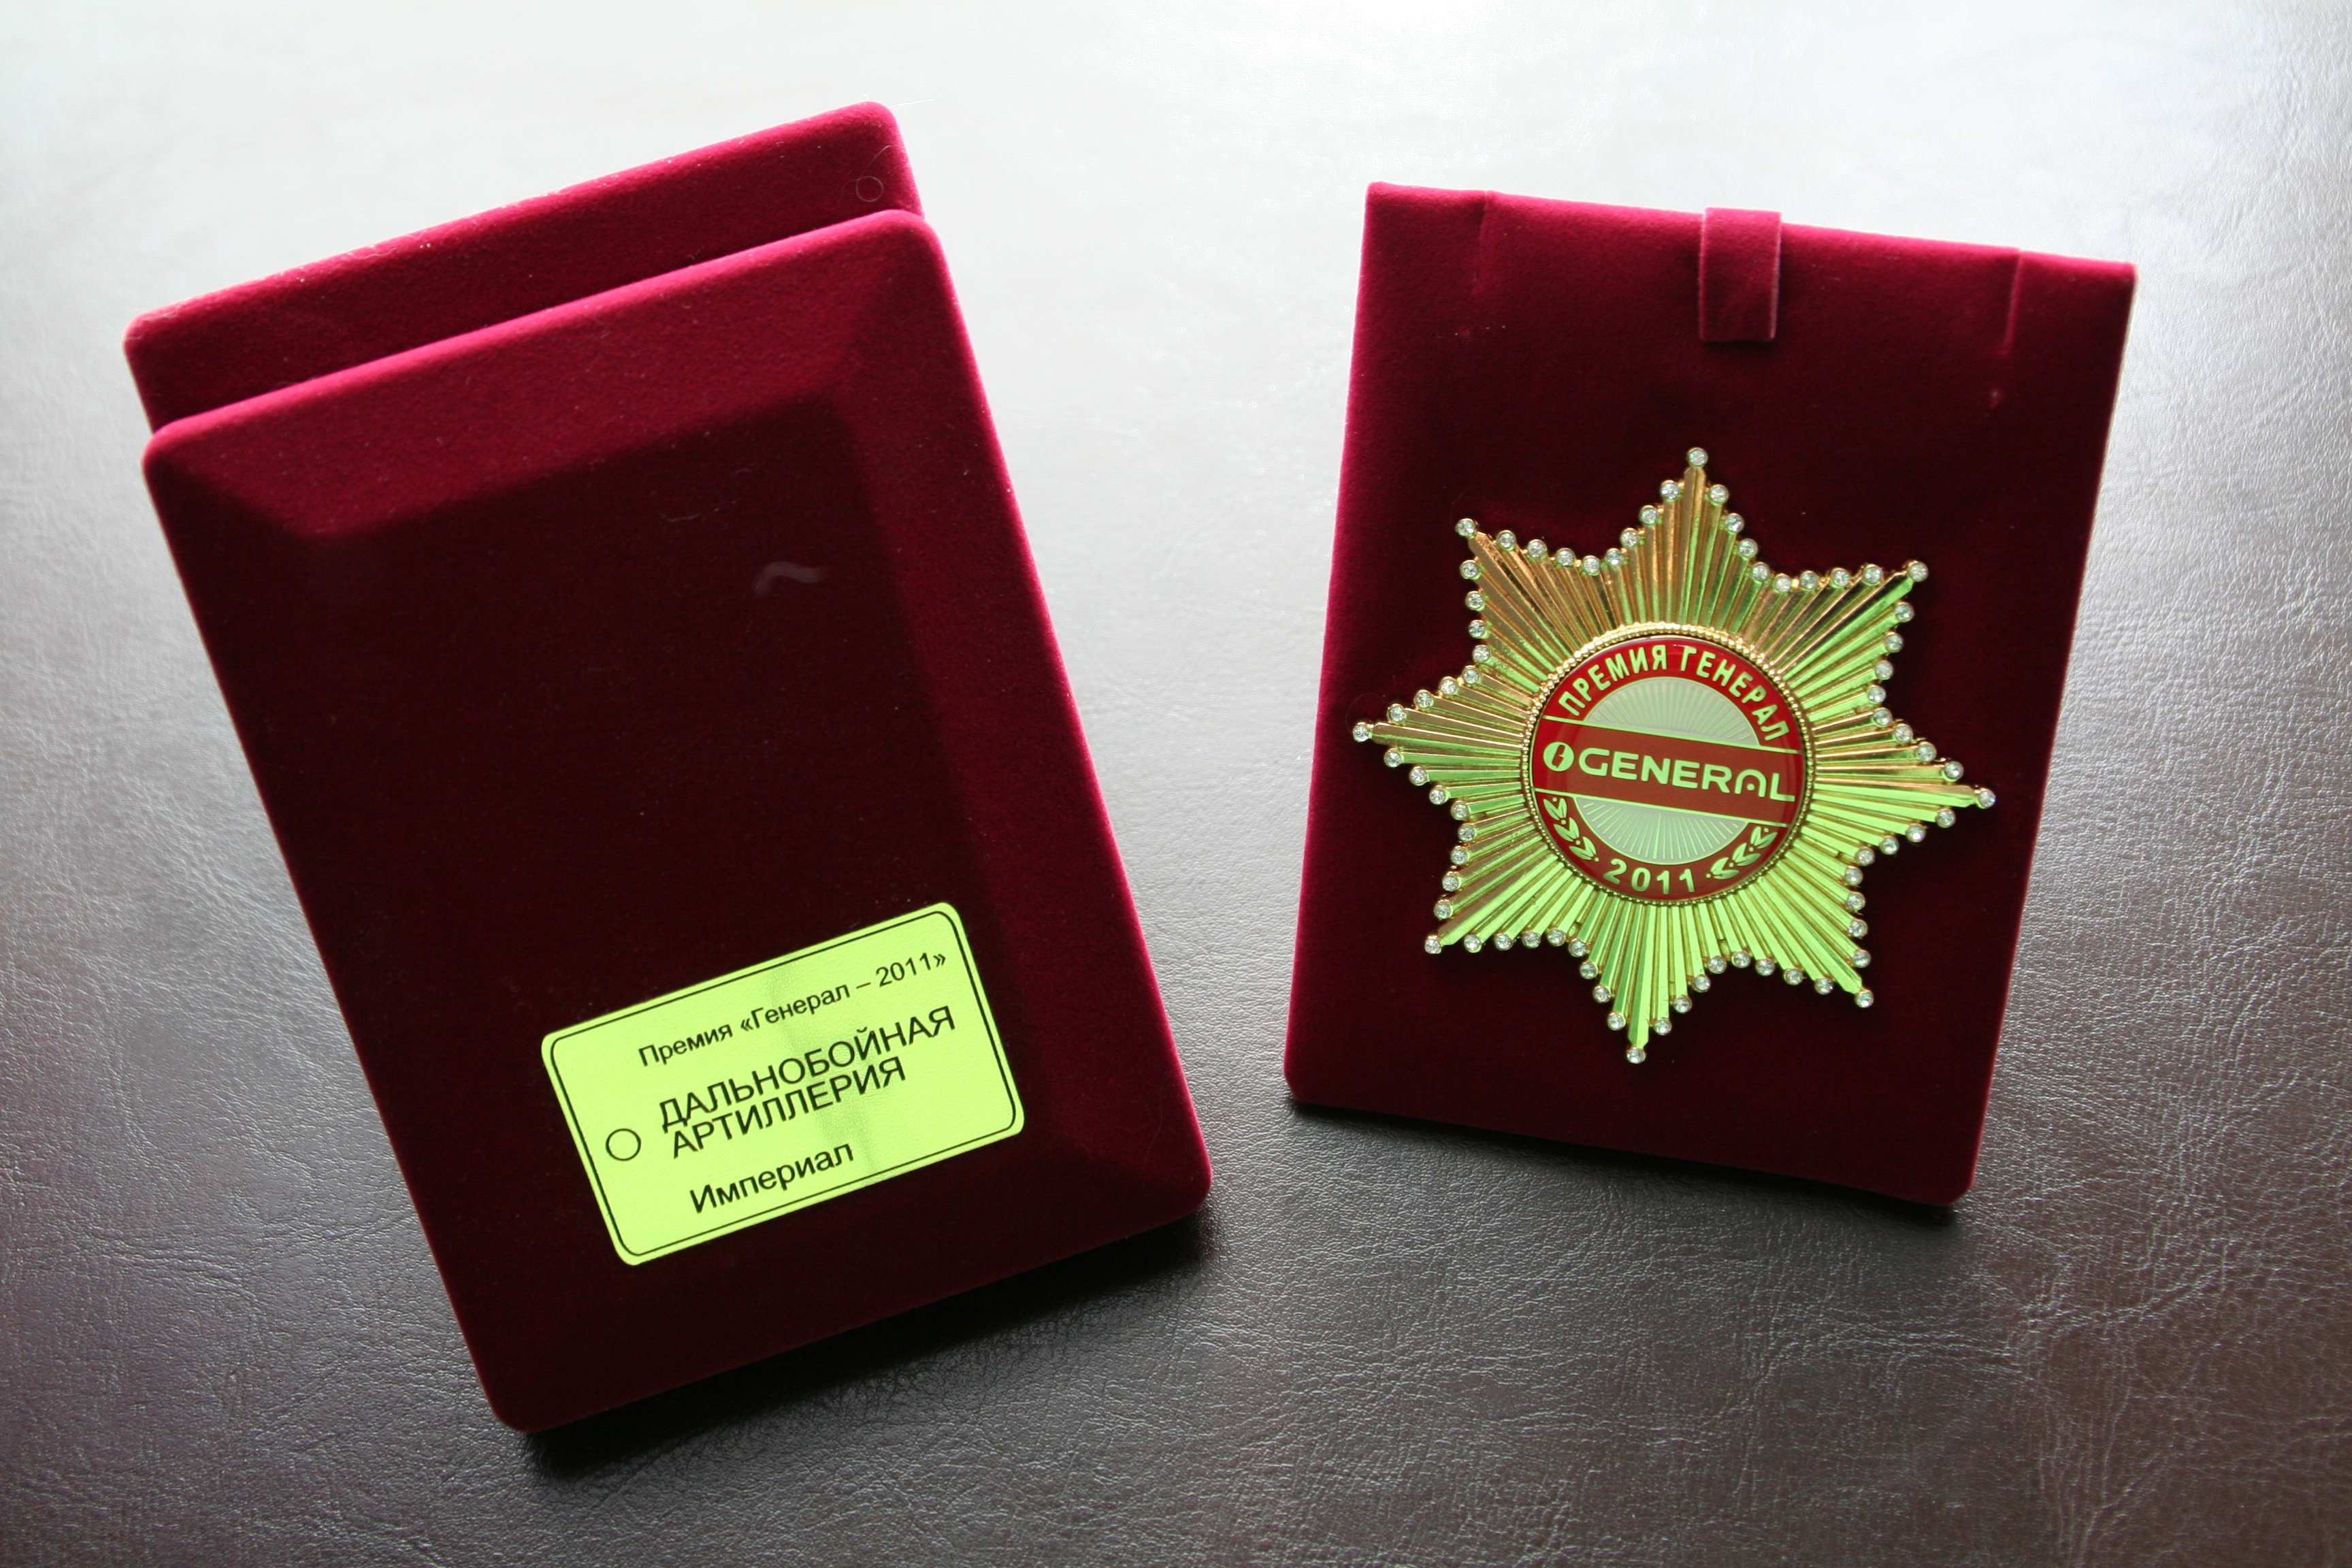 Премия «Генерал – 2011»
ДАЛЬНОБОЙНАЯ
АРТИЛЛЕРИЯ
Империал
ПРЕМИЯ ГЕНЕРАЛ
GENERAL
2011